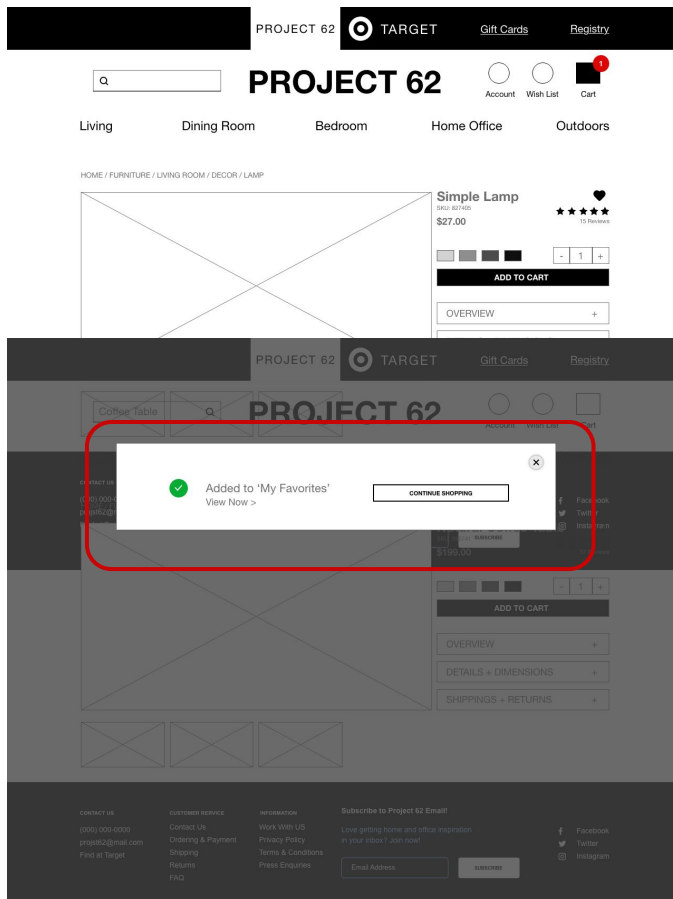 PROJECT 62
TARGET
Gift Cards
Registry
PROJECT 62
1
Account
Wish List
Cart
Living
Dining Room
Bedroom
Home Office
Outdoors
HOME / FURNITURE / LIVING ROOM / DECOR / LAMP
Simple Lamp
SKU: 627405
$27.00
15 Reviews
- 1 +
ADD TO CART
OVERVIEW +
PROJECT 62
TARGET
Gift Cards
Registry
Coffee Table
PROJECT 62
Account
Wish List
Cart
CONTACT US
Added to ‘My Favorites’
View Now >
CONTINUE SHOPPING
Facebook
Twitter
Instagram
SUBSCRIBE
$199.00
- 1 +
ADD TO CART
OVERVIEW +
DETAILS + DIMENSIONS +
SHIPPINGS + RETURNS +
CONTACT US
(000) 000-0000
projst62@mail.com
Find at Target
CUSTOMER SERVICE
Contact Us
Ordering & Payment
Shipping
Returns
FAQ
INFORMATION
Work With US
Privacy Policy
Terms & Conditions
Press Enquiries
Subscribe to Project 62 Email!
Love getting home and office inspiration
in your inbox? Join now!
Email Address
SUBSCRIBE
Facebook
Twitter
Instagram